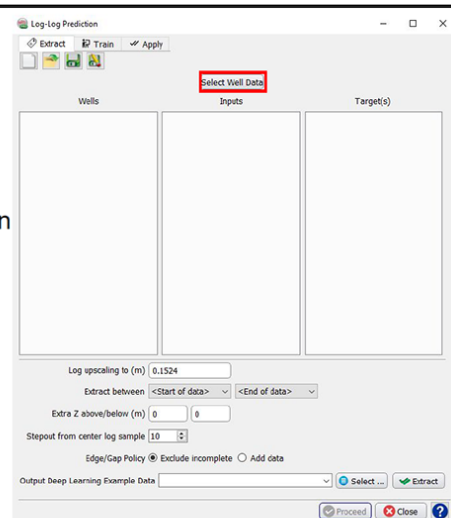 Log-Log Prediction
Extract Train Apply
Select Well Data
Wells Inputs Target(s)
n
Log upscaling to (m) 0.1524
Extract between <Start of data> <End of data>
Extra Z above/below (m) 0 0
Stepout from center log sample 10
Edge/Gap Policy Exclude incomplete Add data
Output Deep Learning Example Data Select ... Extract
Proceed Close ?